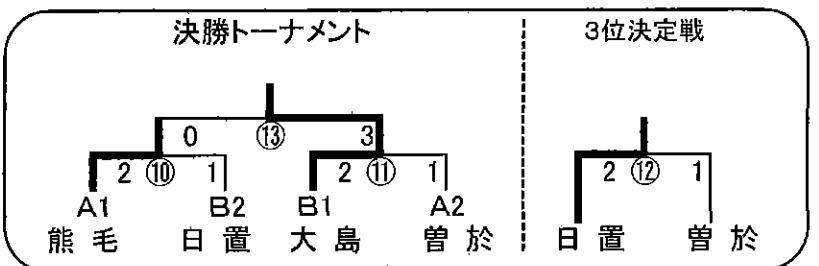 決勝トーナメント 3位決定戦
0 ⑬ 3
2 ⑩ 1 2 ⑪ 1 2 ⑫ 1
A1 B2 B1 A2
熊毛 日置 大島 曽於 日置 曽於